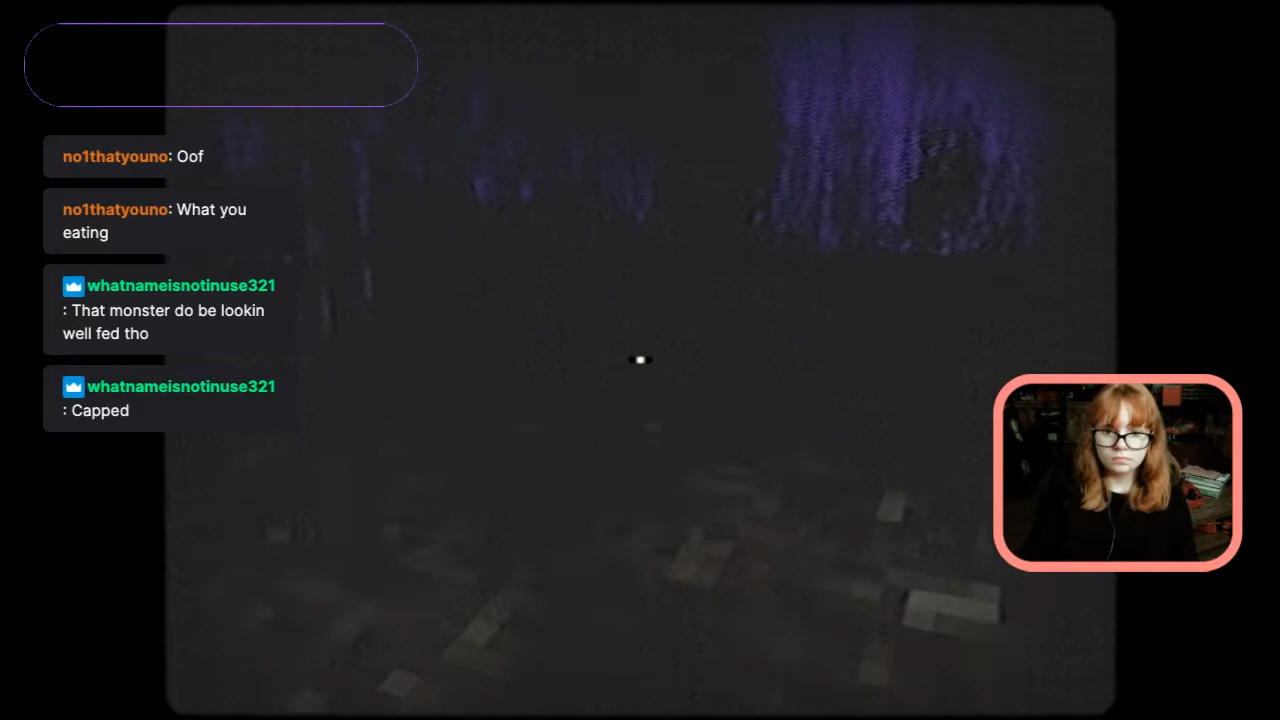 no1thatyouno: Oof
no1thatyouno: What you
eating
whatnameisnotinuse321
: That monster do be lookin
well fed tho
whatnameisnotinuse321
: Capped